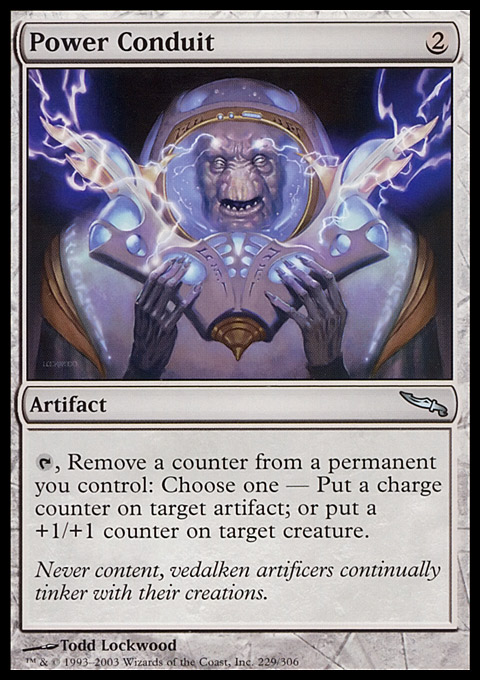 Power Conduit 2
LOCKWOOD
Artifact
, Remove a counter from a permanent
you control: Choose one — Put a charge
counter on target artifact; or put a
+1/+1 counter on target creature.
Never content, vedalken artificers continually
tinker with their creations.
Todd Lockwood
™ & © 1993–2003 Wizards of the Coast, Inc. 229/306